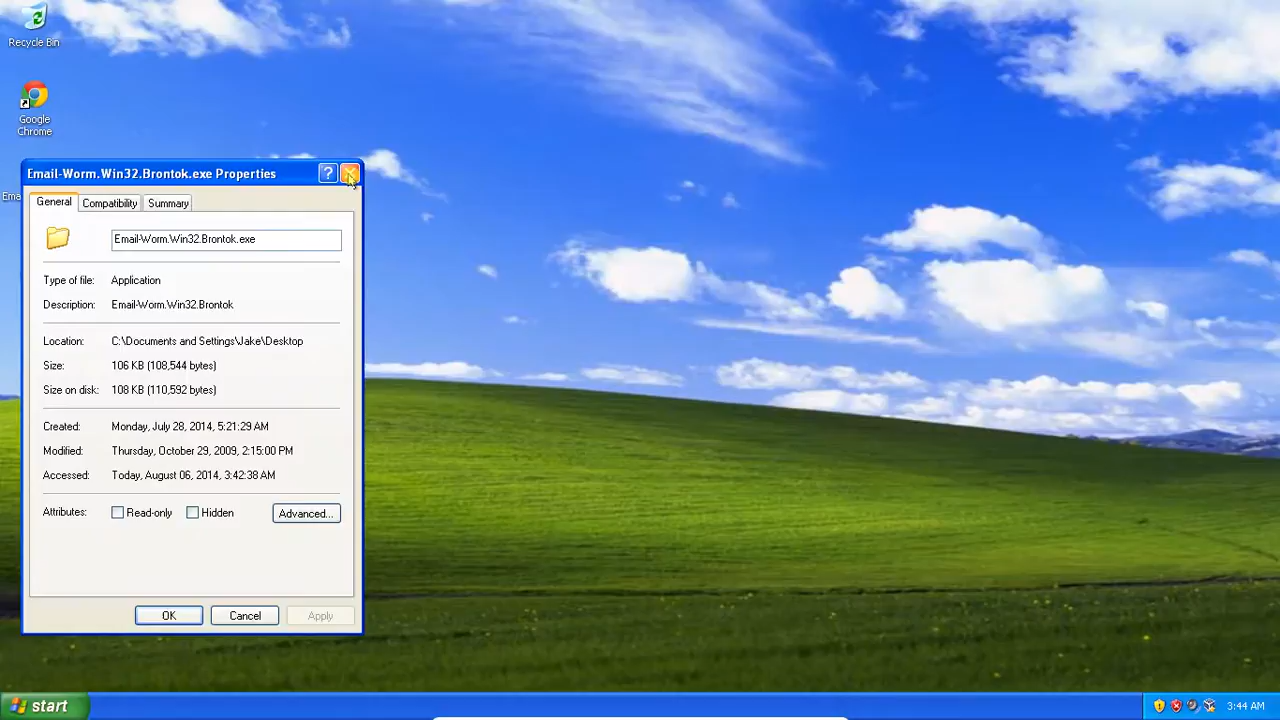 Recycle Bin
Google
Chrome
Ema
Email-Worm.Win32.Brontok.exe Properties
General Compatibility Summary
Email-Worm.Win32.Brontok.exe
Type of file: Application
Description: Email-Worm.Win32.Brontok
Location: C:\Documents and Settings\Jake\Desktop
Size: 106 KB (108,544 bytes)
Size on disk: 108 KB (110,592 bytes)
Created: Monday, July 28, 2014, 5:21:29 AM
Modified: Thursday, October 29, 2009, 2:15:00 PM
Accessed: Today, August 06, 2014, 3:42:38 AM
Attributes: Read-only Hidden Advanced...
OK Cancel Apply
start 3:44 AM